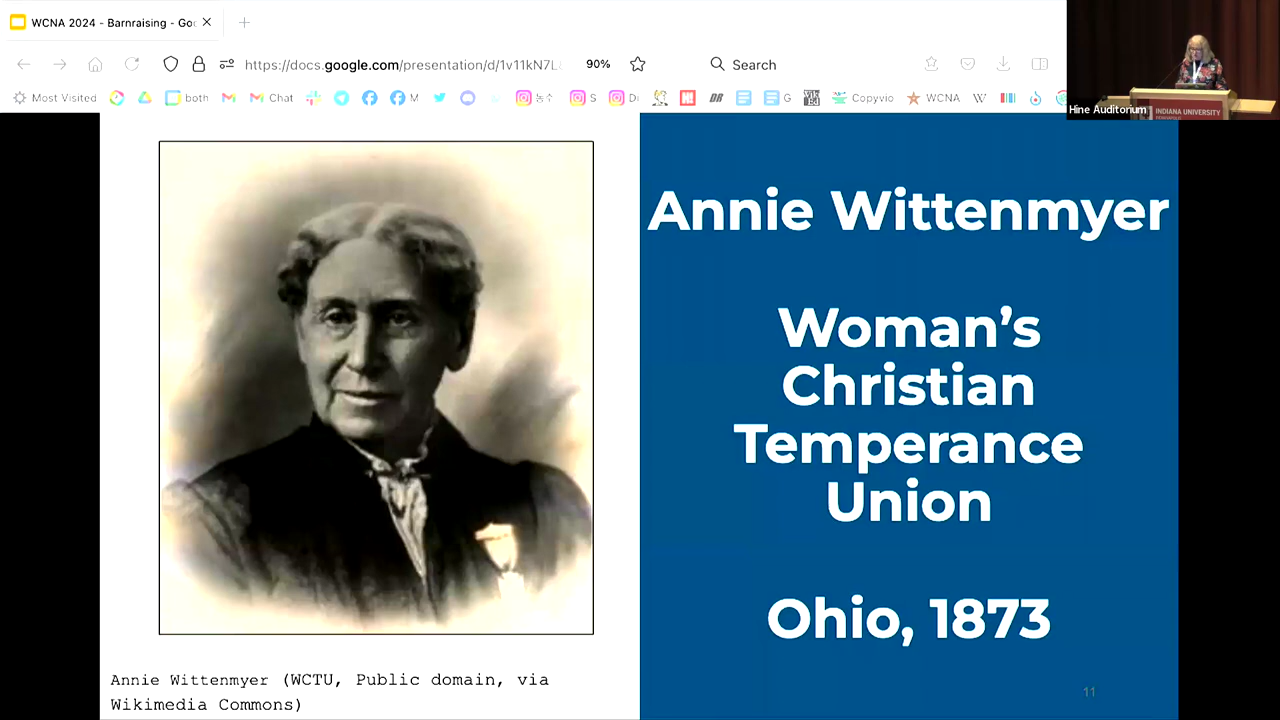 WCNA 2024 - Barnraising - Go
https://docs.google.com/presentation/d/1v11kN7L
90%
Search
Most Visited
both
Chat
M
S
D
G
Copyvio
WCNA
Hine Auditorium
INDIANA UNIVERSITY
Annie Wittenmyer
Woman's
Christian
Temperance
Union
Ohio, 1873
Annie Wittenmyer (WCTU, Public domain, via
Wikimedia Commons)
11